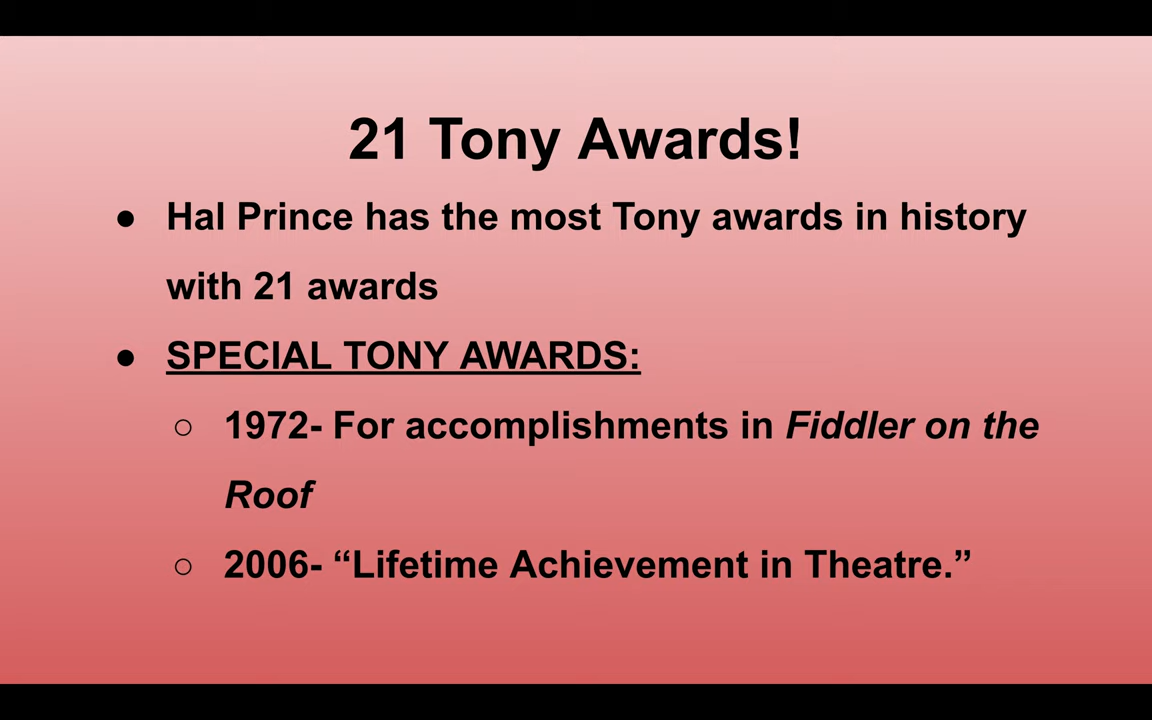 21 Tony Awards!
● Hal Prince has the most Tony awards in history
with 21 awards
● SPECIAL TONY AWARDS:
○ 1972- For accomplishments in Fiddler on the
Roof
○ 2006- “Lifetime Achievement in Theatre.”